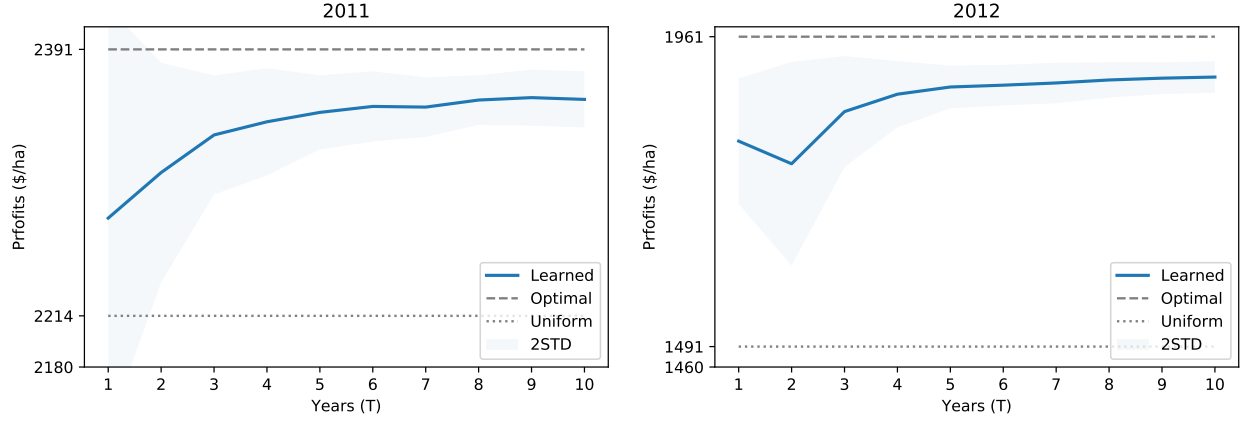 2011
2391
2214
2180
Prfofits ($/ha)
Learned
Optimal
Uniform
2STD
1 2 3 4 5 6 7 8 9 10
Years (T)
2012
1961
1491
1460
Prfofits ($/ha)
Learned
Optimal
Uniform
2STD
1 2 3 4 5 6 7 8 9 10
Years (T)